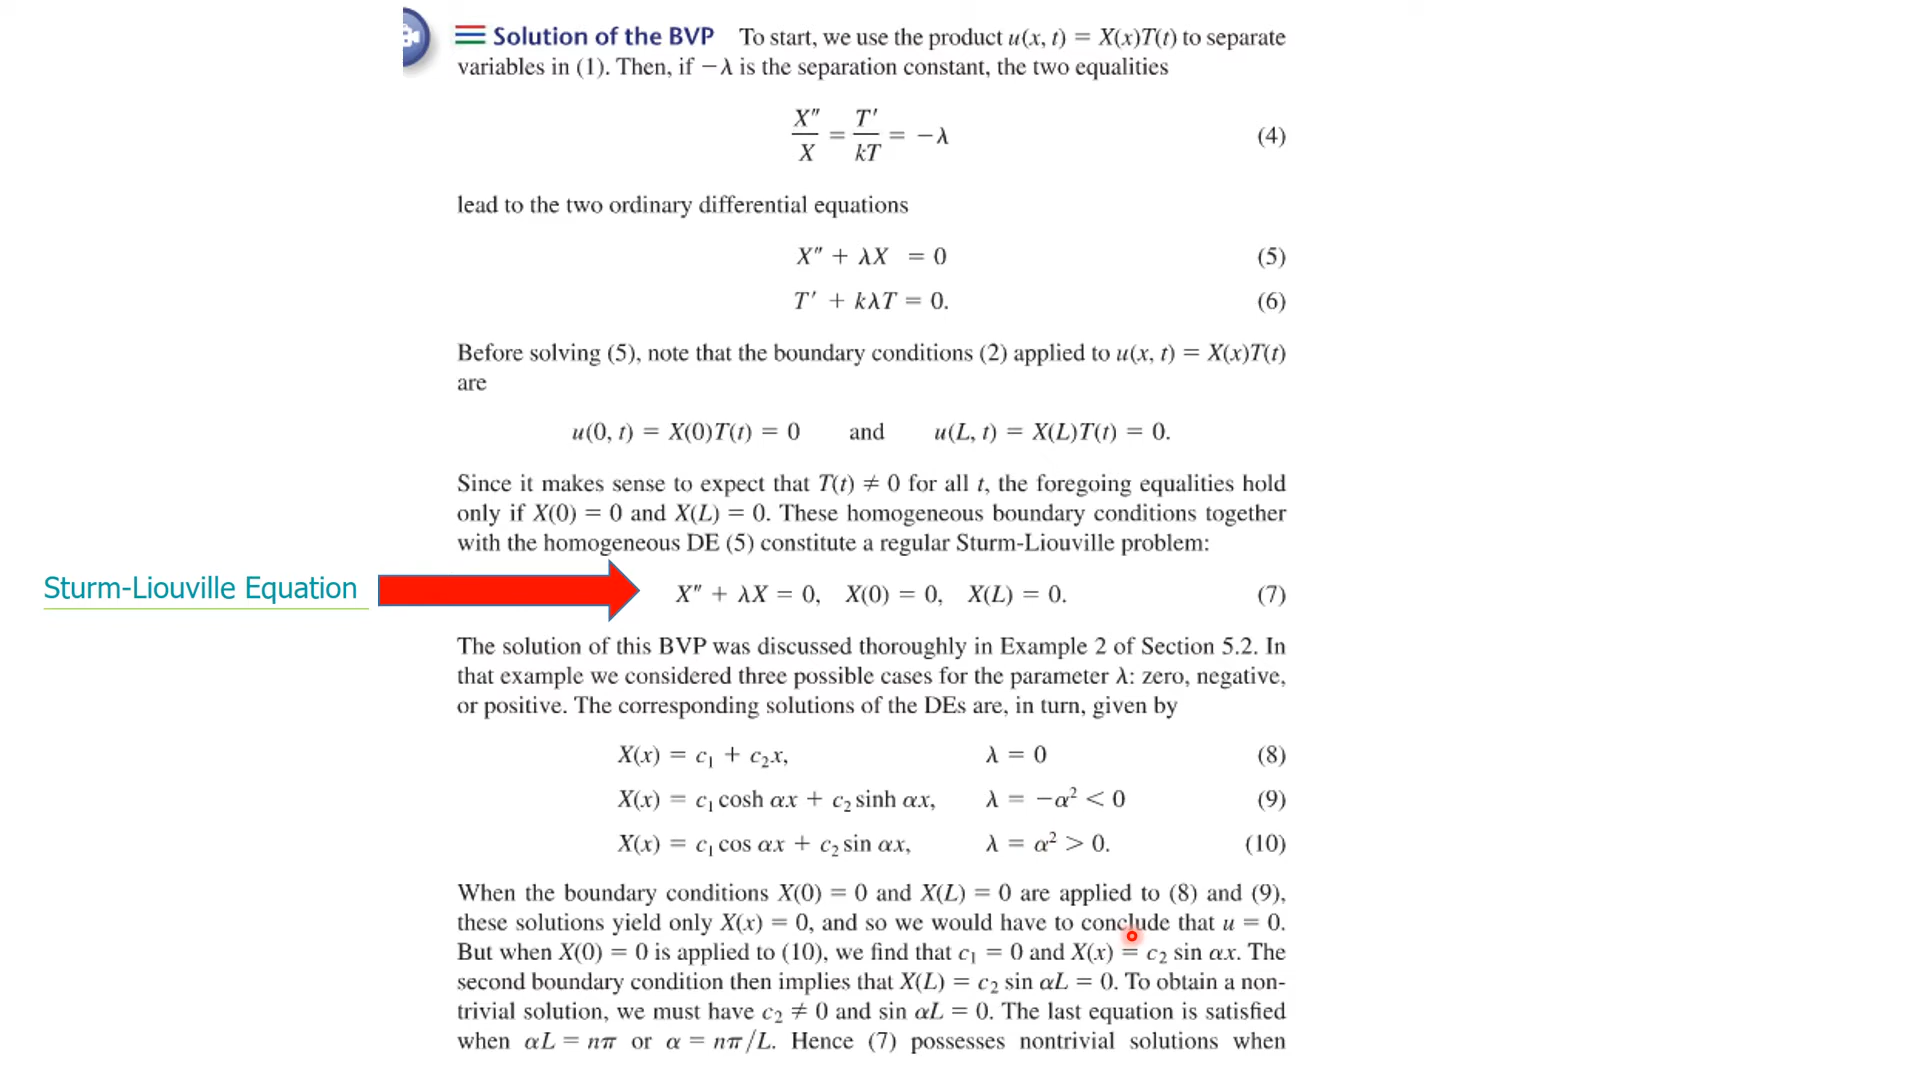 Solution of the BVP To start, we use the product u(x, t) = X(x)T(t) to separate
variables in (1). Then, if −λ is the separation constant, the two equalities
X″/X = T′/kT = −λ (4)
lead to the two ordinary differential equations
X″ + λX = 0 (5)
T′ + kλT = 0. (6)
Before solving (5), note that the boundary conditions (2) applied to u(x, t) = X(x)T(t)
are
u(0, t) = X(0)T(t) = 0 and u(L, t) = X(L)T(t) = 0.
Since it makes sense to expect that T(t) ≠ 0 for all t, the foregoing equalities hold
only if X(0) = 0 and X(L) = 0. These homogeneous boundary conditions together
with the homogeneous DE (5) constitute a regular Sturm-Liouville problem:
Sturm-Liouville Equation
X″ + λX = 0, X(0) = 0, X(L) = 0. (7)
The solution of this BVP was discussed thoroughly in Example 2 of Section 5.2. In
that example we considered three possible cases for the parameter λ: zero, negative,
or positive. The corresponding solutions of the DEs are, in turn, given by
X(x) = c₁ + c₂x, λ = 0 (8)
X(x) = c₁ cosh αx + c₂ sinh αx, λ = −α² < 0 (9)
X(x) = c₁ cos αx + c₂ sin αx, λ = α² > 0. (10)
When the boundary conditions X(0) = 0 and X(L) = 0 are applied to (8) and (9),
these solutions yield only X(x) = 0, and so we would have to conclude that u = 0.
But when X(0) = 0 is applied to (10), we find that c₁ = 0 and X(x) = c₂ sin αx. The
second boundary condition then implies that X(L) = c₂ sin αL = 0. To obtain a non-
trivial solution, we must have c₂ ≠ 0 and sin αL = 0. The last equation is satisfied
when αL = nπ or α = nπ/L. Hence (7) possesses nontrivial solutions when